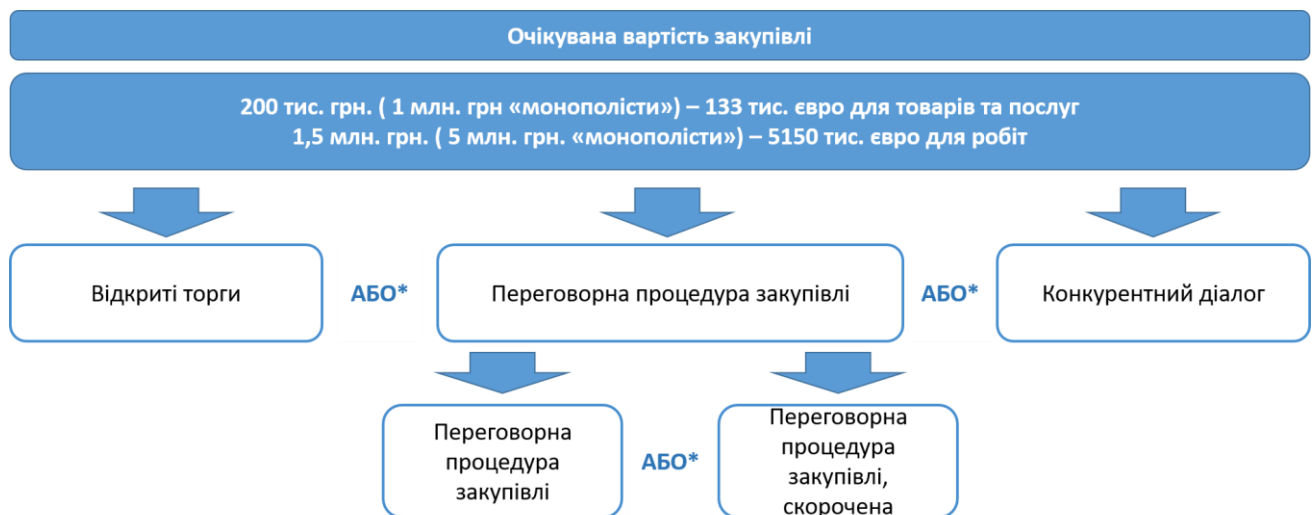 Очікувана вартість закупівлі
200 тис. грн. ( 1 млн. грн «монополісти») – 133 тис. євро для товарів та послуг
1,5 млн. грн. ( 5 млн. грн. «монополісти») – 5150 тис. євро для робіт
Відкриті торги
АБО*
Переговорна процедура закупівлі
АБО*
Конкурентний діалог
Переговорна
процедура
закупівлі
АБО*
Переговорна
процедура
закупівлі,
скорочена